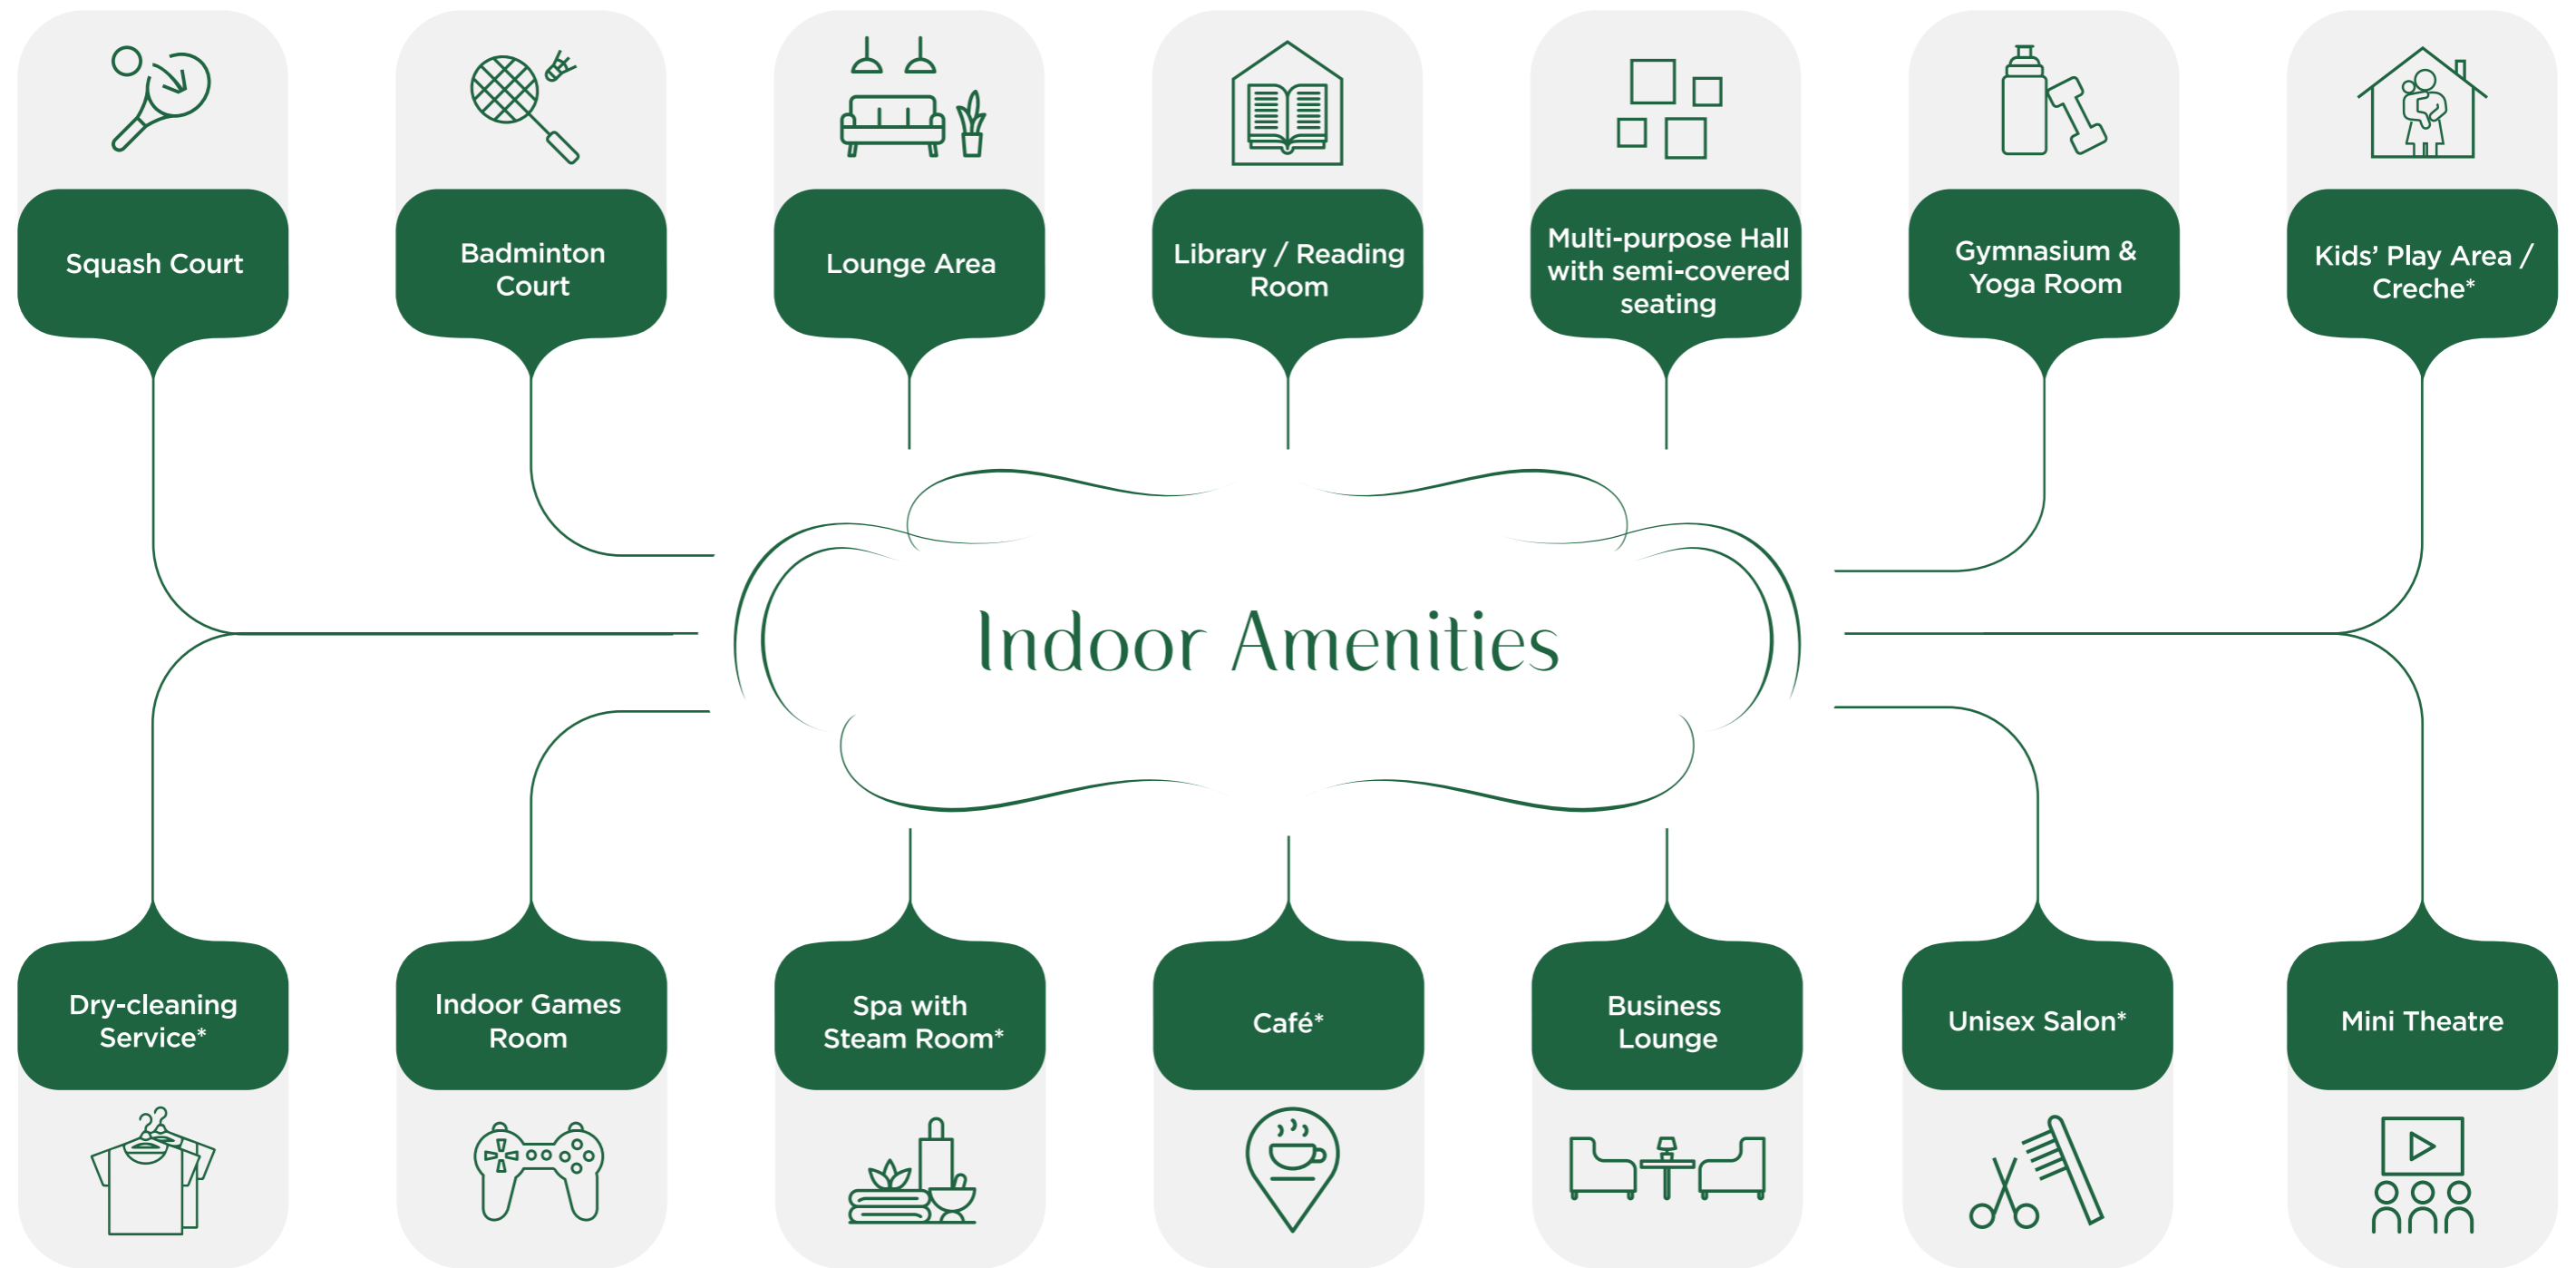 Squash Court
Badminton
Court
Lounge Area
Library / Reading
Room
Multi-purpose Hall
with semi-covered
seating
Gymnasium &
Yoga Room
Kids’ Play Area /
Creche*
Indoor Amenities
Dry-cleaning
Service*
Indoor Games
Room
Spa with
Steam Room*
Café*
Business
Lounge
Unisex Salon*
Mini Theatre